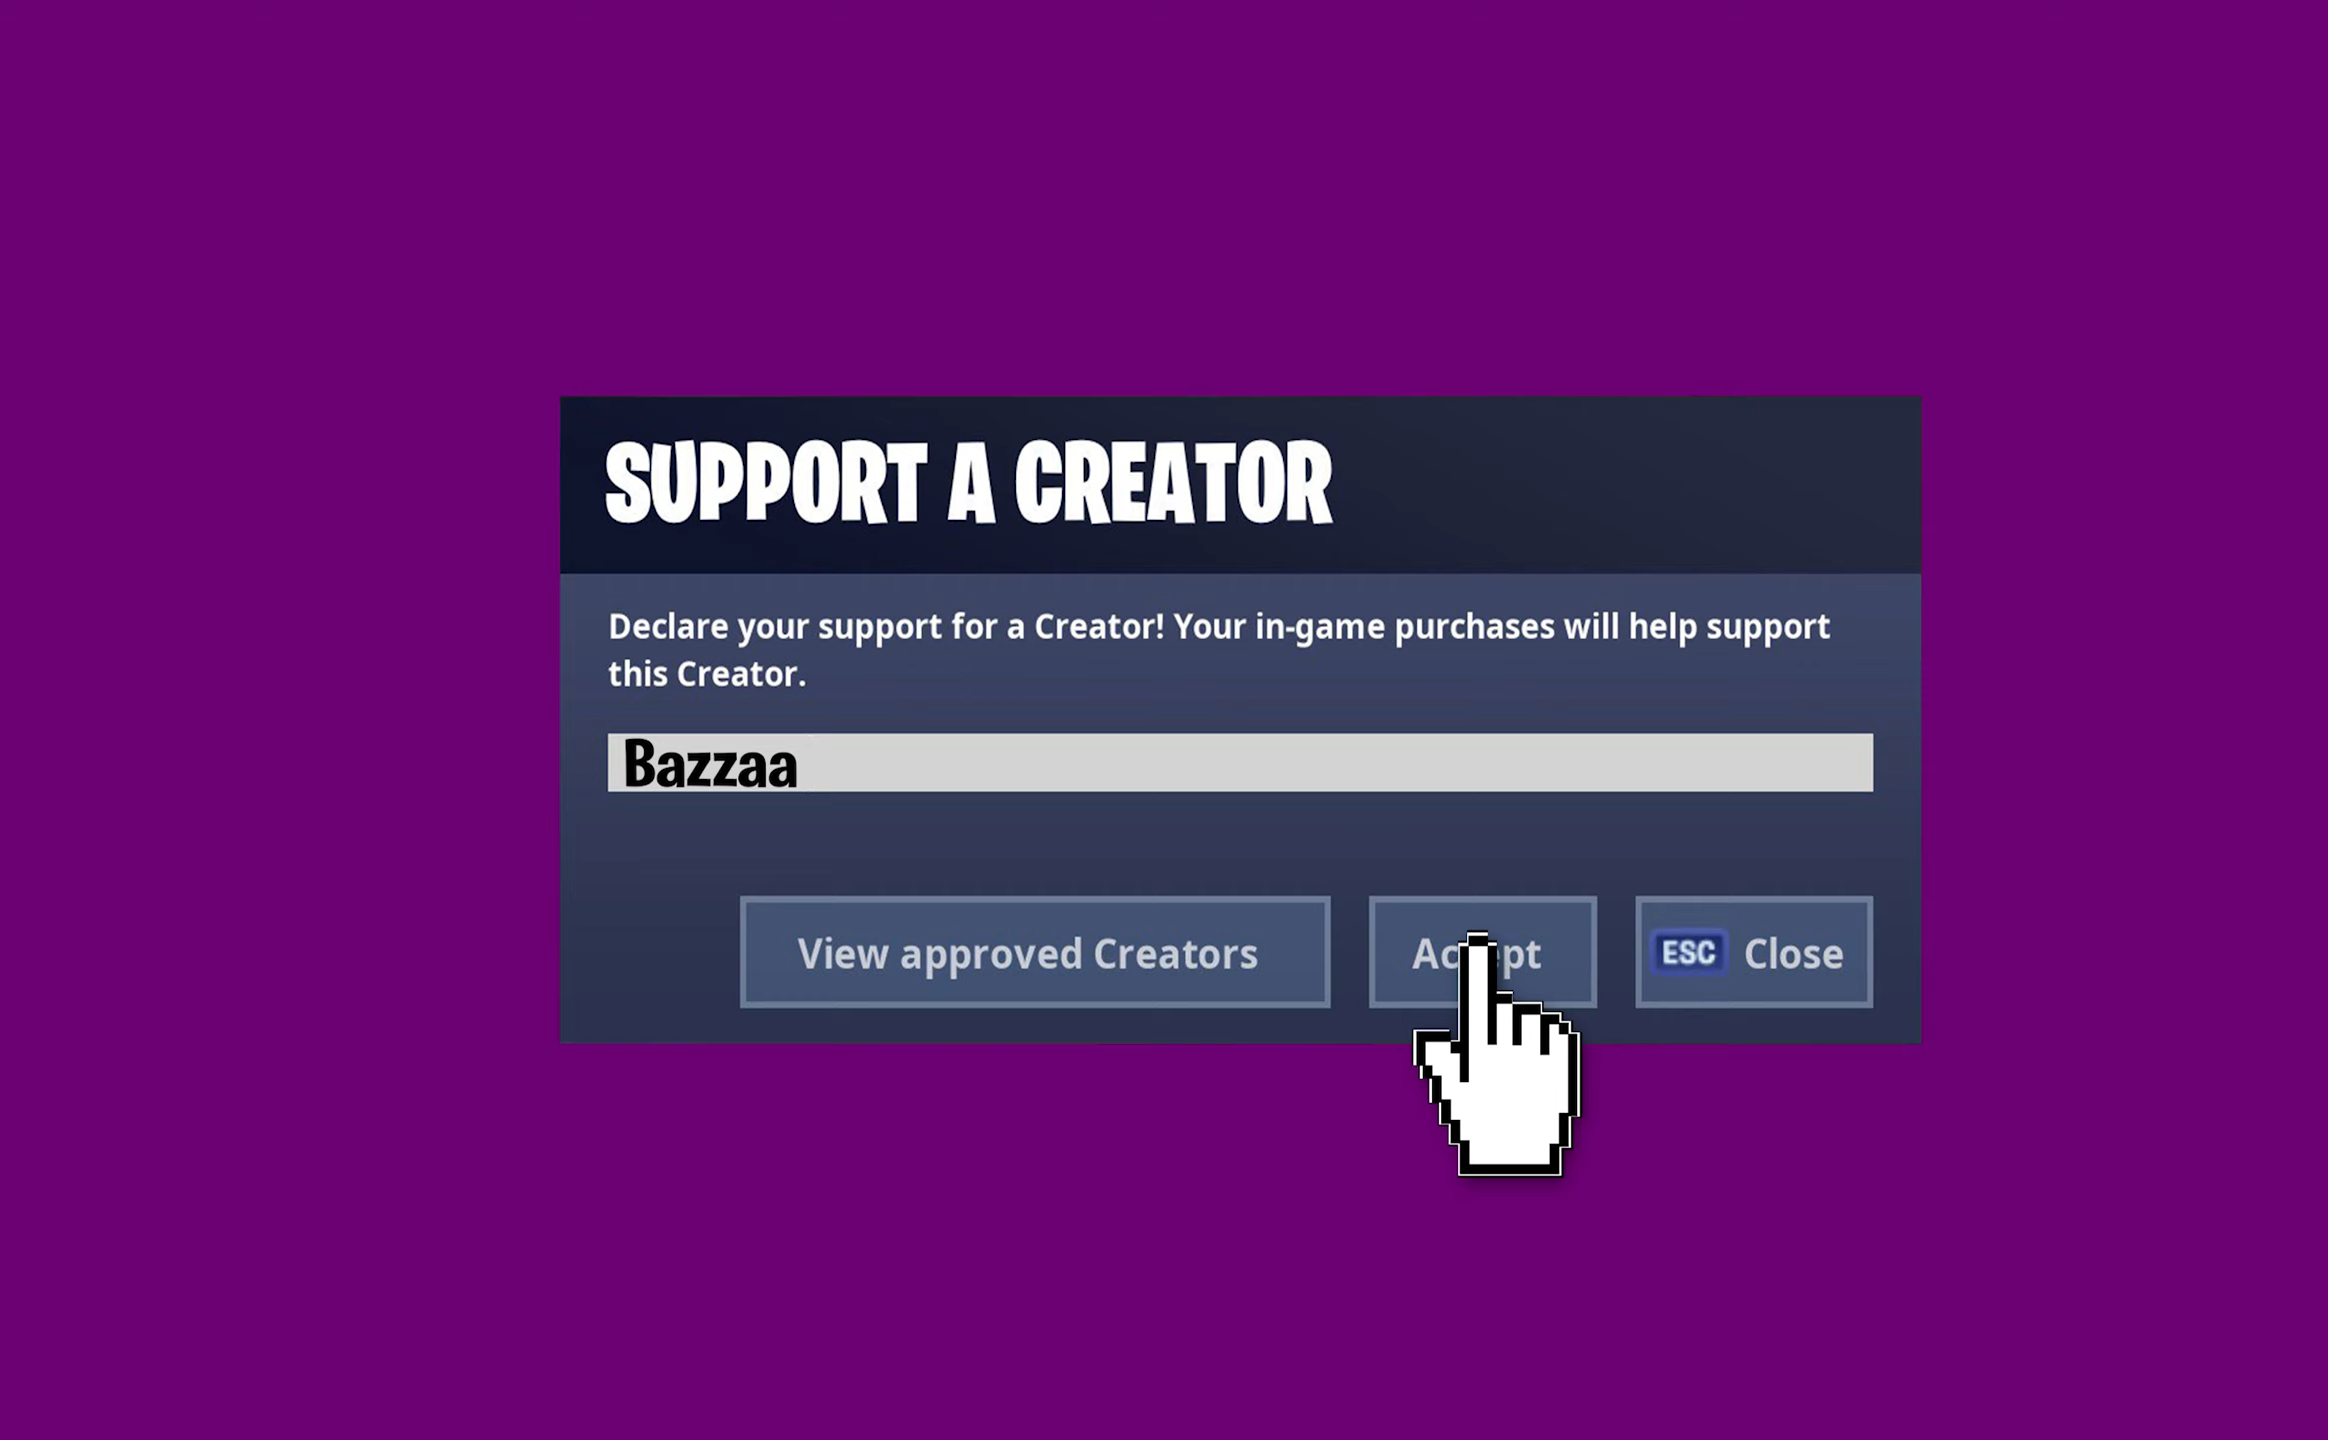 SUPPORT A CREATOR
Declare your support for a Creator! Your in-game purchases will help support
this Creator.
Bazzaa
View approved Creators
Accept
ESC Close